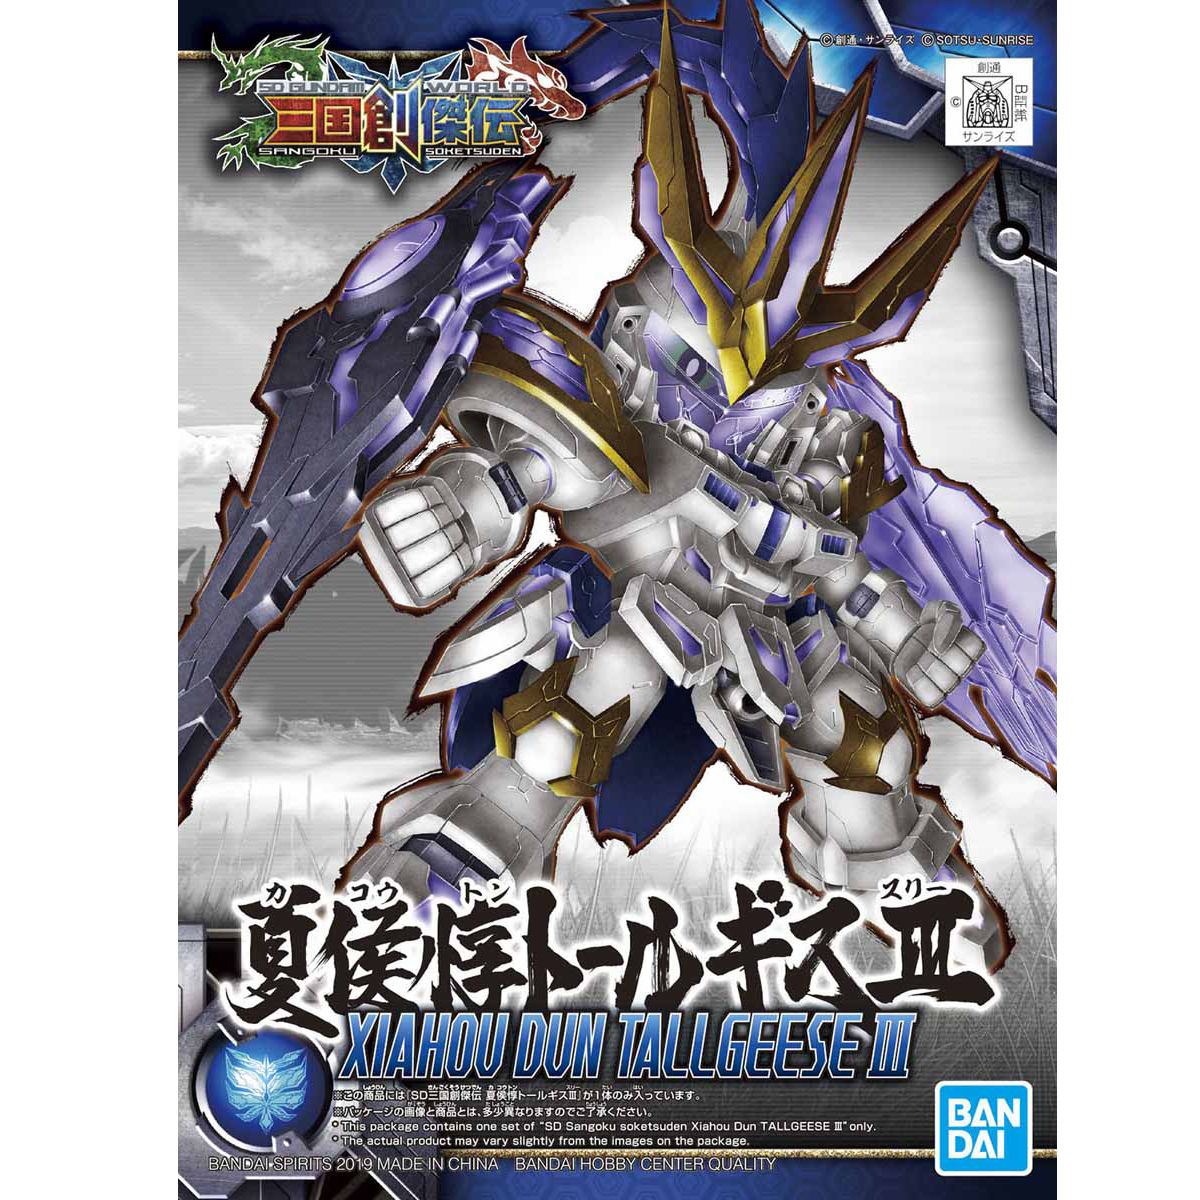 ©創通・サンライズ ©SOTSU・SUNRISE
SD GUNDAM WORLD
三国創傑伝
SANGOKU SOKETSUDEN
創通
©
サンライズ
カコウトン スリー
夏侯惇トールギスⅢ
XIAHOU DUN TALLGEESE III
※この商品には「SD三国創傑伝 夏侯惇トールギスⅢ」が1体のみ入っています。
※パッケージの画像と商品とは、多少異なりますのでご了承ください。
* This package contains one set of "SD Sangoku soketsuden Xiahou Dun TALLGEESE Ⅲ" only.
* The actual product may vary slightly from the images on the package.
BANDAI SPIRITS 2019 MADE IN CHINA BANDAI HOBBY CENTER QUALITY
BAN
DAI